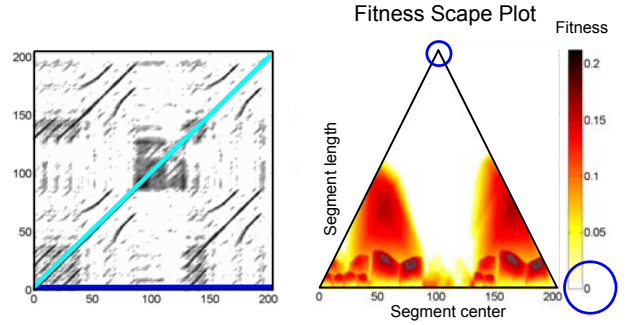 Fitness Scape Plot
Fitness
200
150
100
50
0
0 50 100 150 200
Segment length
0 50 100 150 200
Segment center
0.2
0.15
0.1
0.05
0